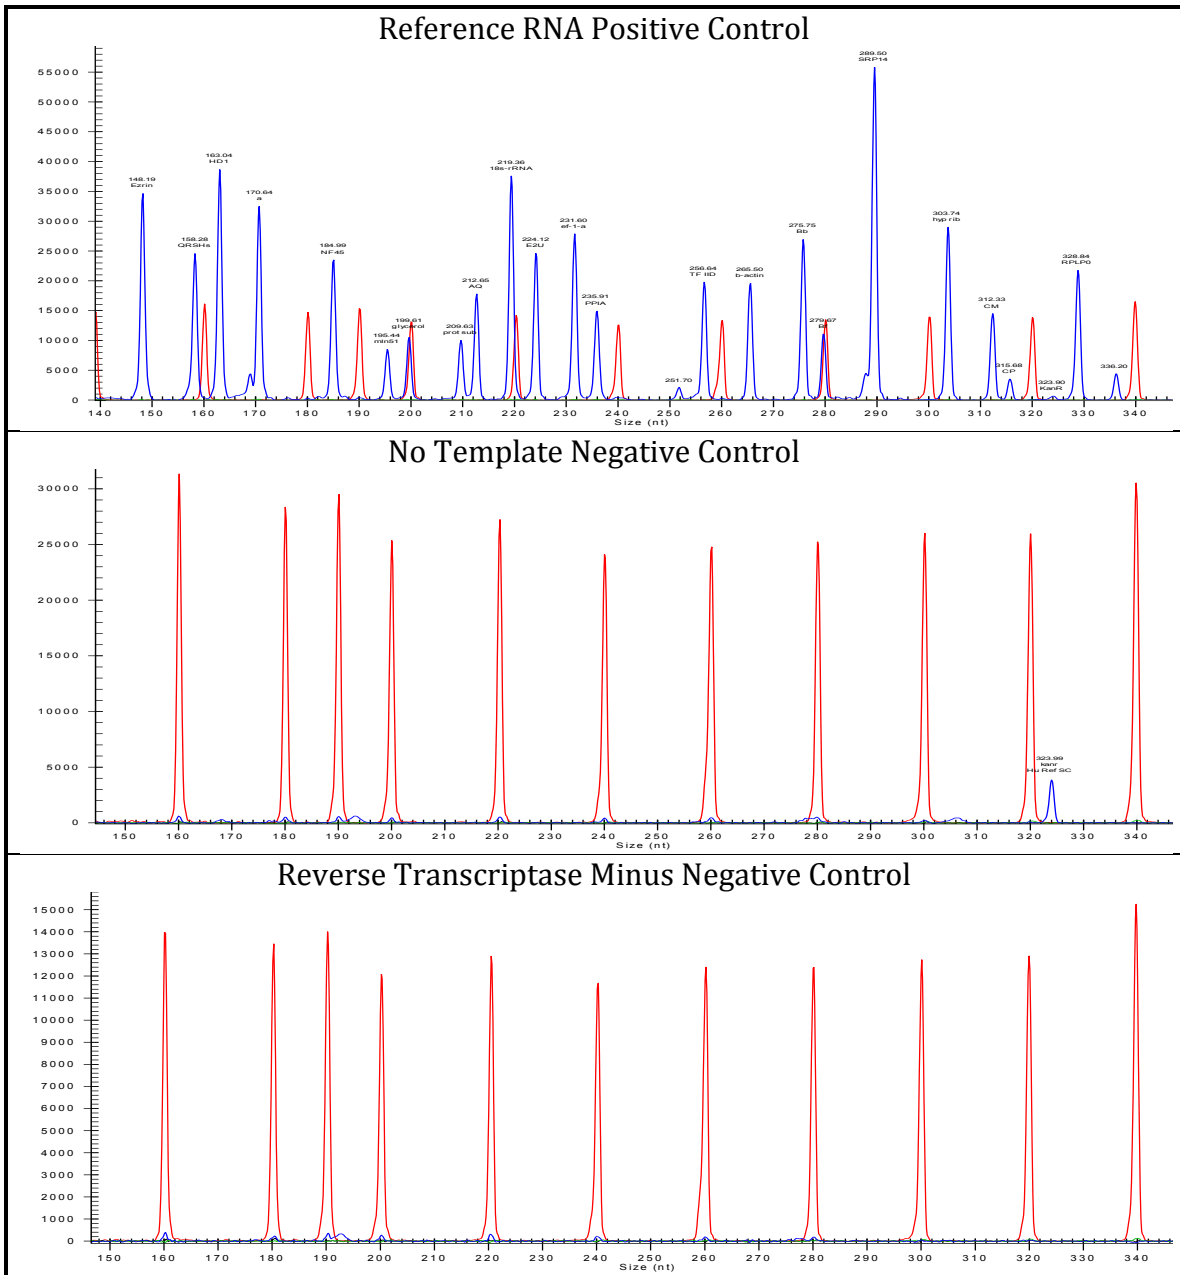 Reference RNA Positive Control
55000
50000
45000
40000
35000
30000
25000
20000
15000
10000
5000
0
148.19
Ezrin
158.28
QRSHs
163.04
HD1
170.64
a
184.99
NF45
195.44
min51
199.61
glycerol
209.63
prot sub
212.65
AQ
219.36
18s-rRNA
224.12
E2U
231.60
ef-1-a
235.91
PPIA
251.70
256.64
TF IID
265.50
b-actin
275.75
Bb
279.67
289.50
SRP14
303.74
hyp rib
312.33
CM
315.68
CP
323.90
KanR
328.84
RPLP0
336.20
140 150 160 170 180 190 200 210 220 230 240 250 260 270 280 290 300 310 320 330 340
Size (nt)
No Template Negative Control
30000
25000
20000
15000
10000
5000
0
323.99
kanr
Hu Ref SC
150 160 170 180 190 200 210 220 230 240 250 260 270 280 290 300 310 320 330 340
Size (nt)
Reverse Transcriptase Minus Negative Control
15000
14000
13000
12000
11000
10000
9000
8000
7000
6000
5000
4000
3000
2000
1000
0
150 160 170 180 190 200 210 220 230 240 250 260 270 280 290 300 310 320 330 340
Size (nt)